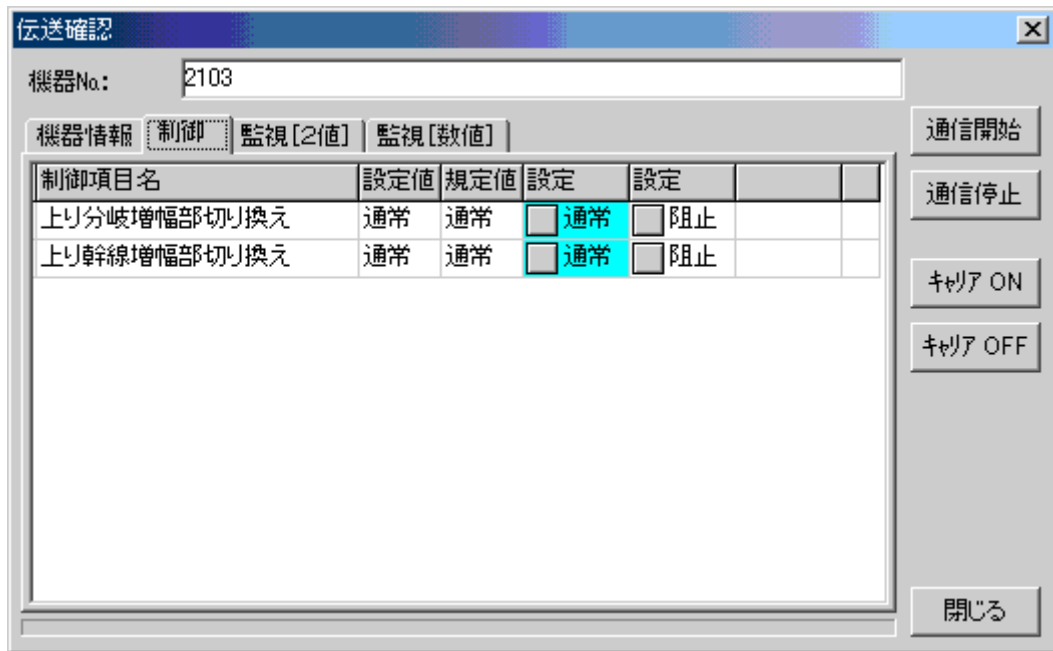 伝送確認
機器No.: 2103
機器情報 制御 監視[2値] 監視[数値]
制御項目名 設定値 規定値 設定 設定
上り分岐増幅部切り換え 通常 通常 通常 阻止
上り幹線増幅部切り換え 通常 通常 通常 阻止
通信開始
通信停止
ｷｬﾘｱ ON
ｷｬﾘｱ OFF
閉じる